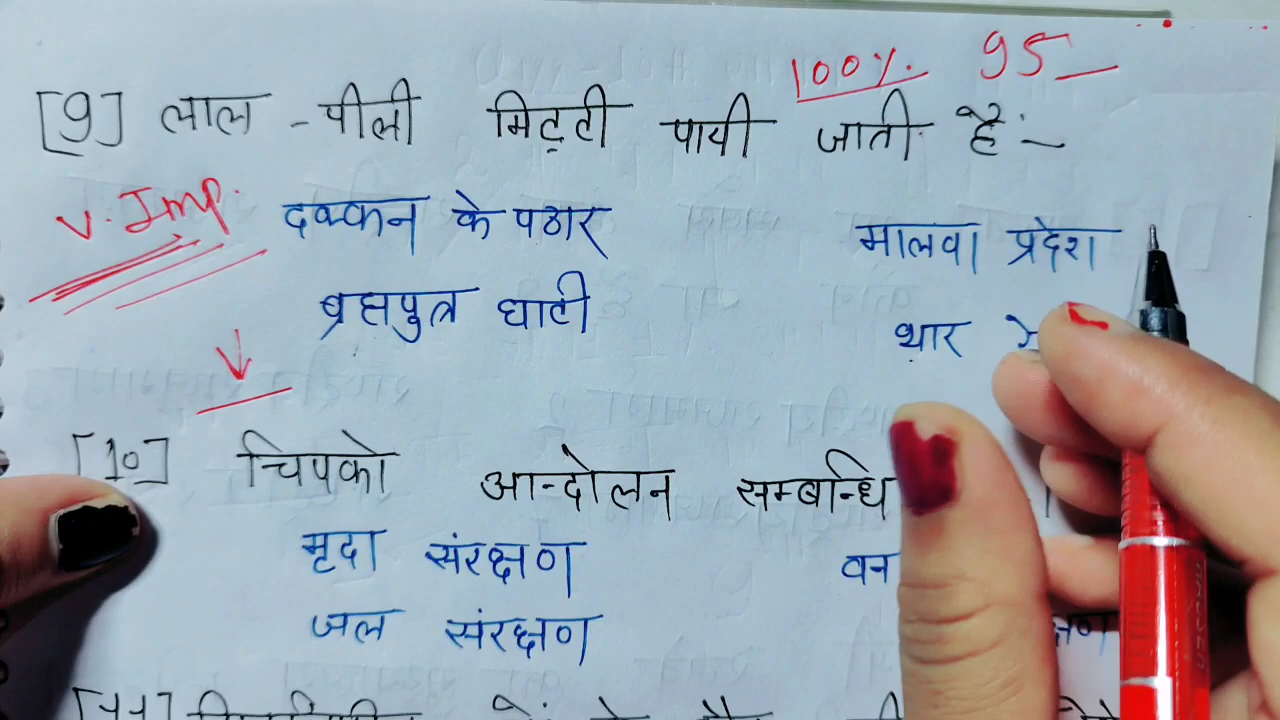 100%. 95
[9] लाल - पीली मिट्टी पायी जाती है:-
V. Imp. दक्कन के पठार मालवा प्रदेश
ब्रह्मपुत्र घाटी थार
[10] चिपको आन्दोलन सम्बन्धि
मृदा संरक्षण वन
जल संरक्षण
[11]